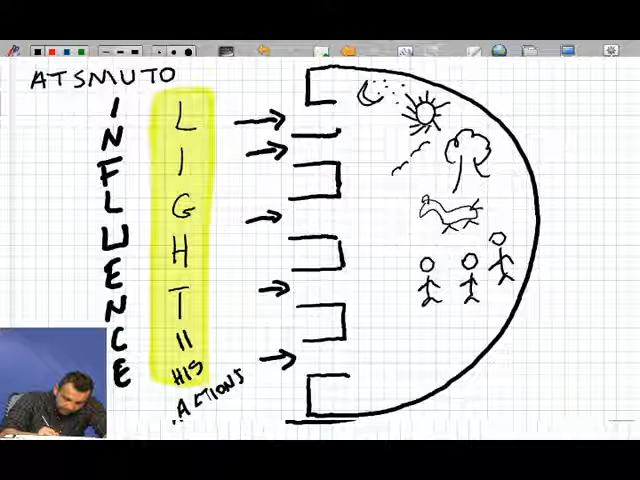 ATSMUTO
INFLUENCE
LIGHT
"
HIS
ACTIONS